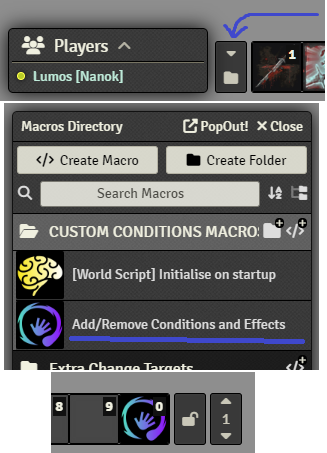 Players
Lumos [Nanok]
1
Macros Directory PopOut! Close
</> Create Macro Create Folder
Search Macros
CUSTOM CONDITIONS MACROS
[World Script] Initialise on startup
Add/Remove Conditions and Effects
Extra Change Targets
8 9 0 1